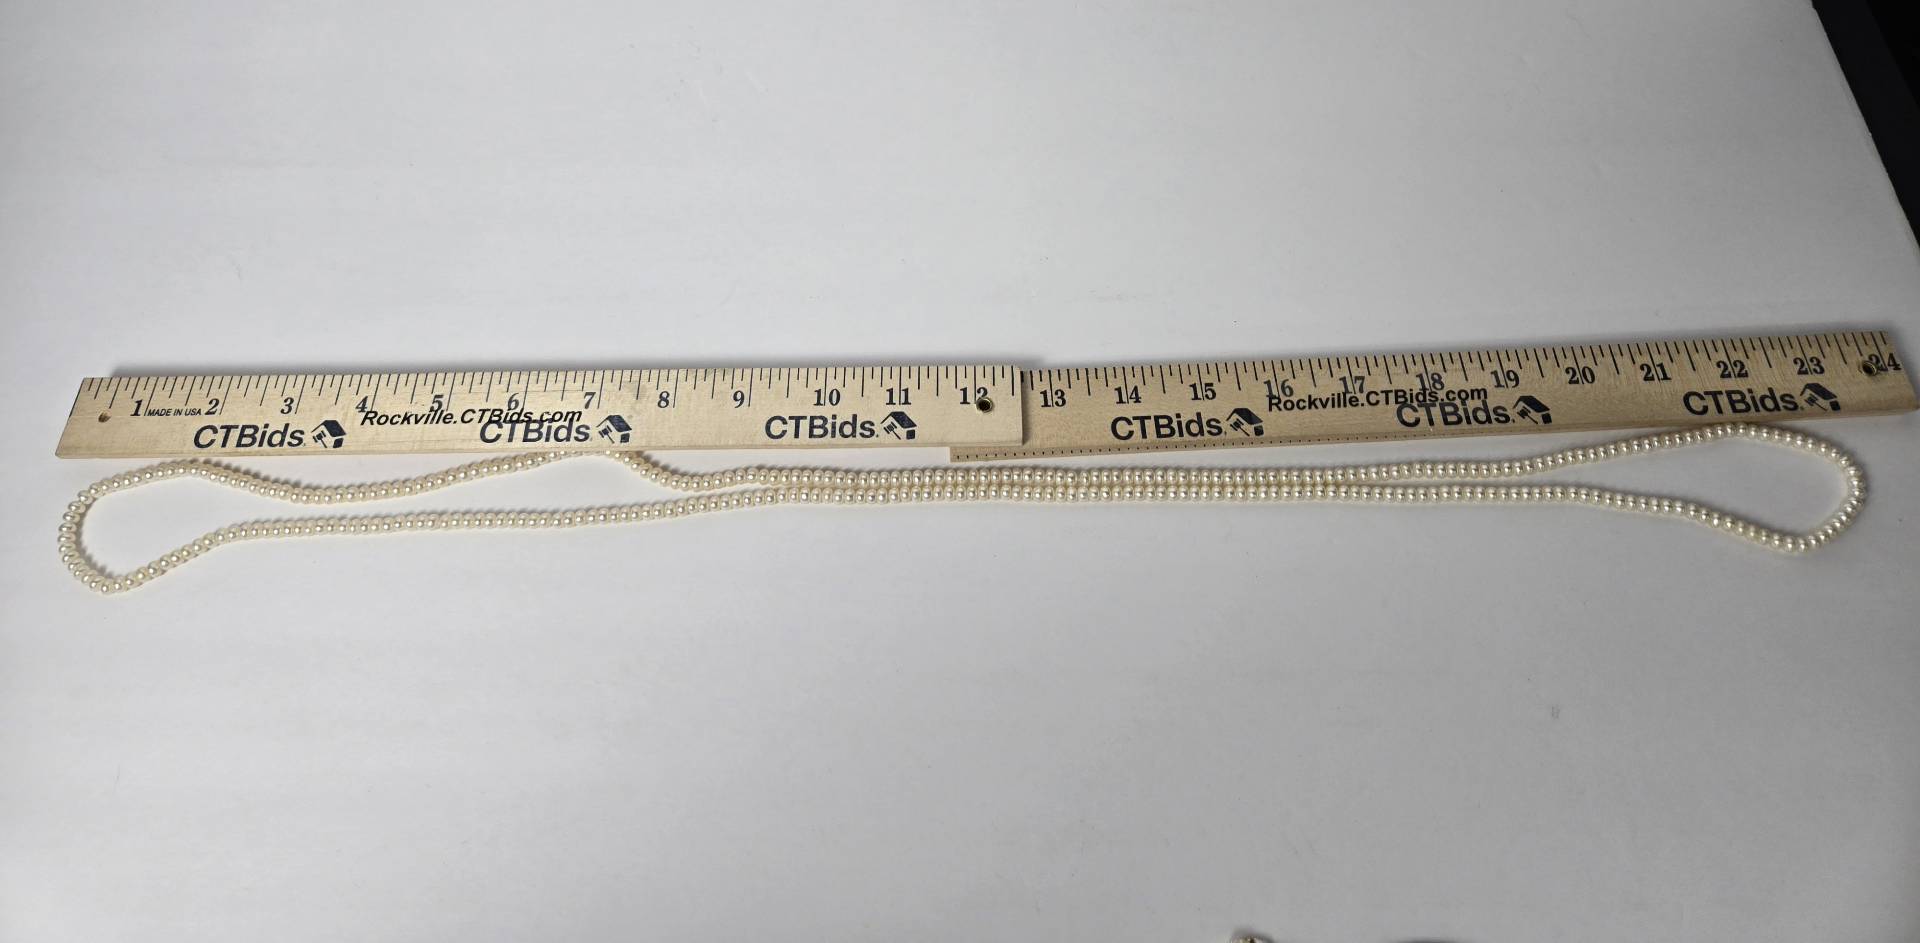 1 MADE IN USA 2 3 4 5 6 7 8 9 10 11 12 13 14 15 16 17 18 19 20 21 22 23 24
Rockville.CTBids.com Rockville.CTBids.com
CTBids. CTBids. CTBids. CTBids. CTBids. CTBids.